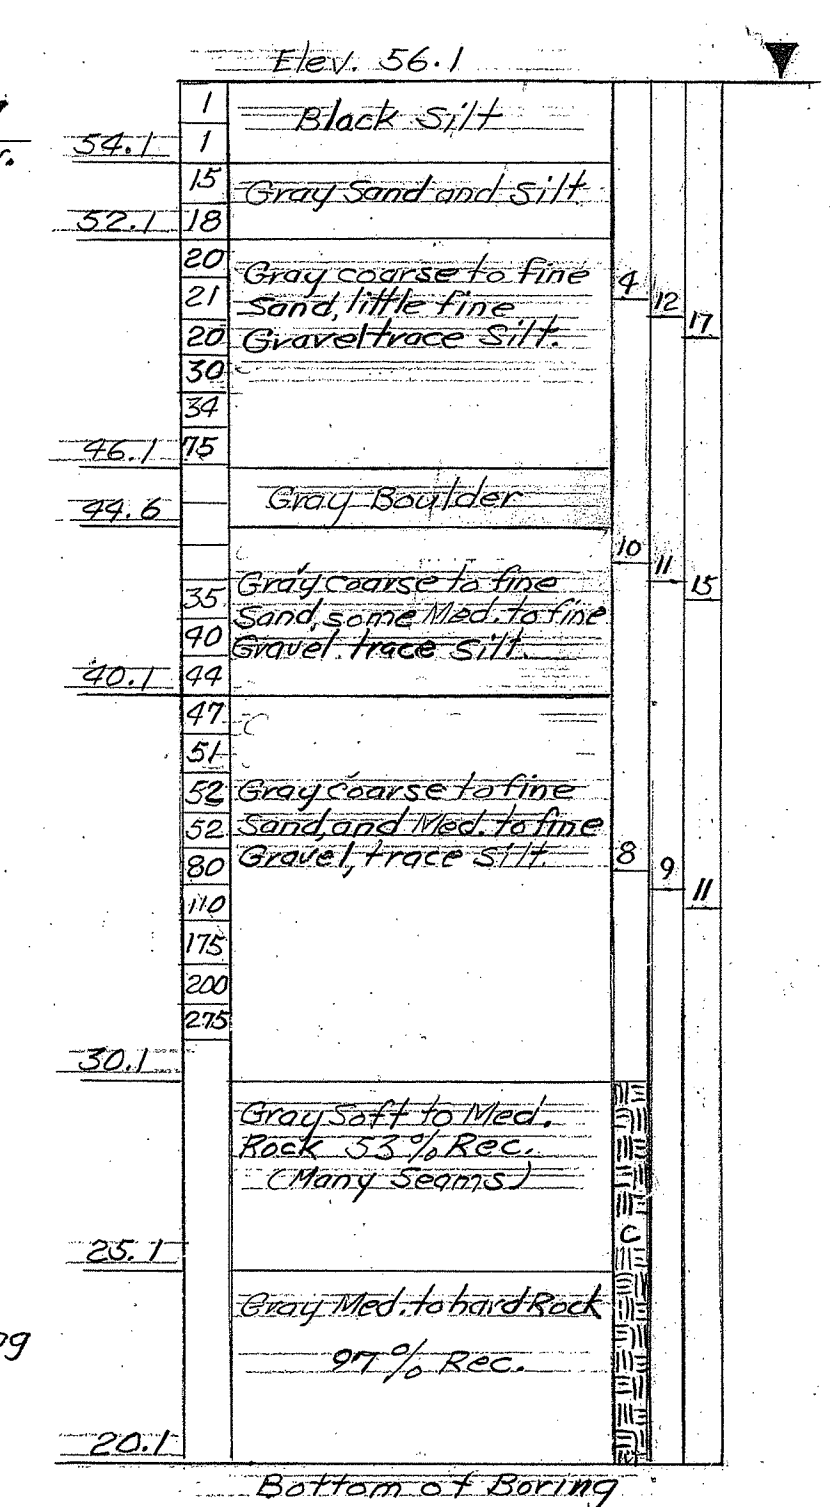 Elev. 56.1
1
Black Silt
54.1 1
15
Gray Sand and Silt
52.1 18
20
Gray coarse to fine
4
21
Sand, little fine
12
17
20
Gravel trace Silt.
30
34
46.1 75
Gray Boulder
44.6
10
11
Gray coarse to fine
15
35
Sand, some Med. to fine
40
Gravel. trace Silt.
40.1 44
47
51
52
Gray coarse to fine
52
Sand, and Med. to fine
80
Gravel, trace Silt.
8
9
11
110
175
200
275
30.1
Gray Soft to Med.
Rock 53% Rec.
(Many Seams)
C
25.1
Gray Med. to hard Rock
97% Rec.
20.1
Bottom of Boring